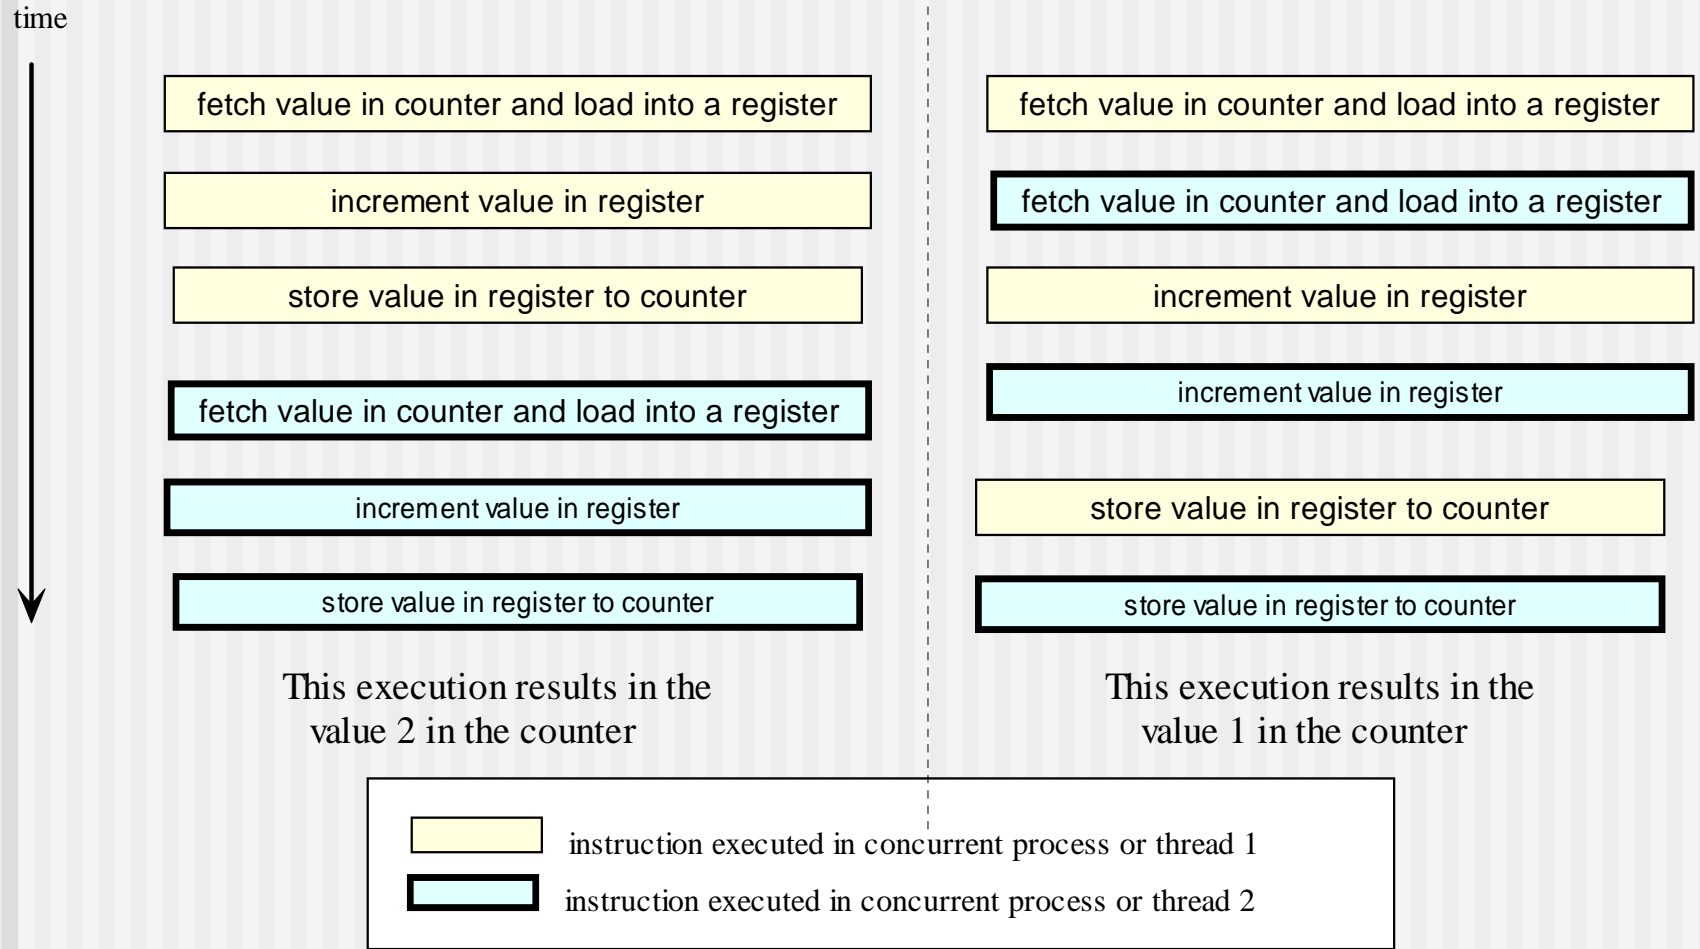 time
fetch value in counter and load into a register
increment value in register
store value in register to counter
fetch value in counter and load into a register
increment value in register
store value in register to counter
This execution results in the
value 2 in the counter
fetch value in counter and load into a register
fetch value in counter and load into a register
increment value in register
increment value in register
store value in register to counter
store value in register to counter
This execution results in the
value 1 in the counter
instruction executed in concurrent process or thread 1
instruction executed in concurrent process or thread 2